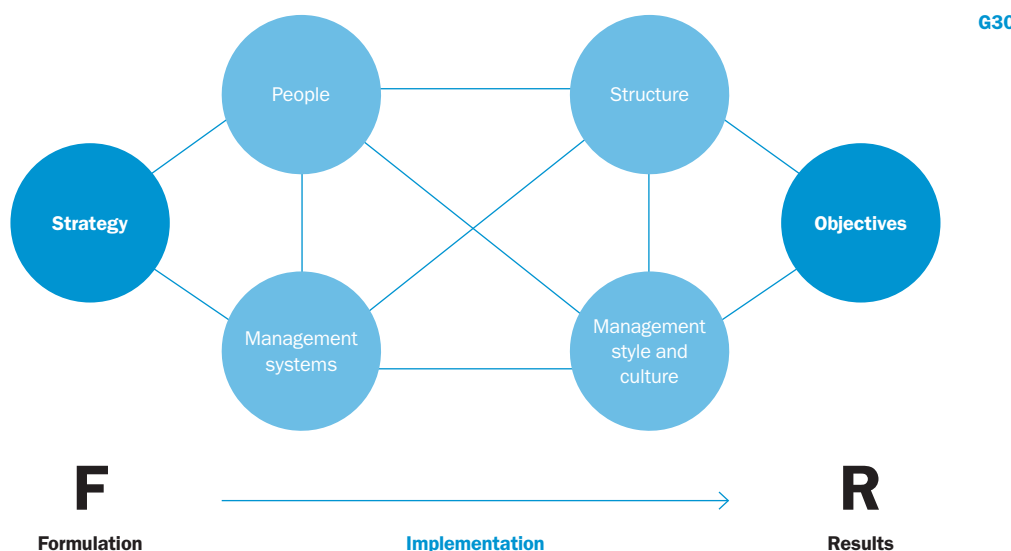 G30
People
Structure
Strategy
Objectives
Management
systems
Management
style and
culture
F
R
Formulation
Implementation
Results